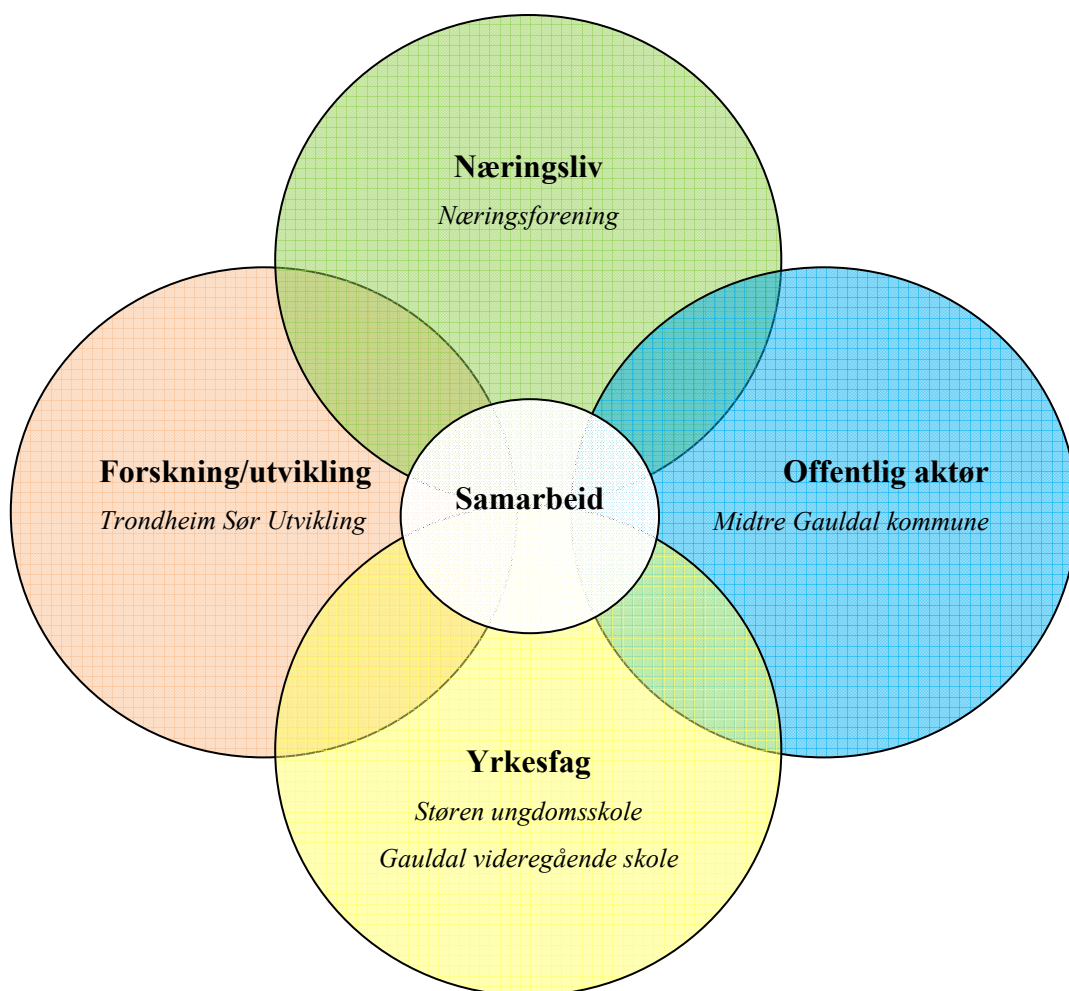 Næringsliv
Næringsforening
Forskning/utvikling
Trondheim Sør Utvikling
Samarbeid
Offentlig aktør
Midtre Gauldal kommune
Yrkesfag
Støren ungdomsskole
Gauldal videregående skole